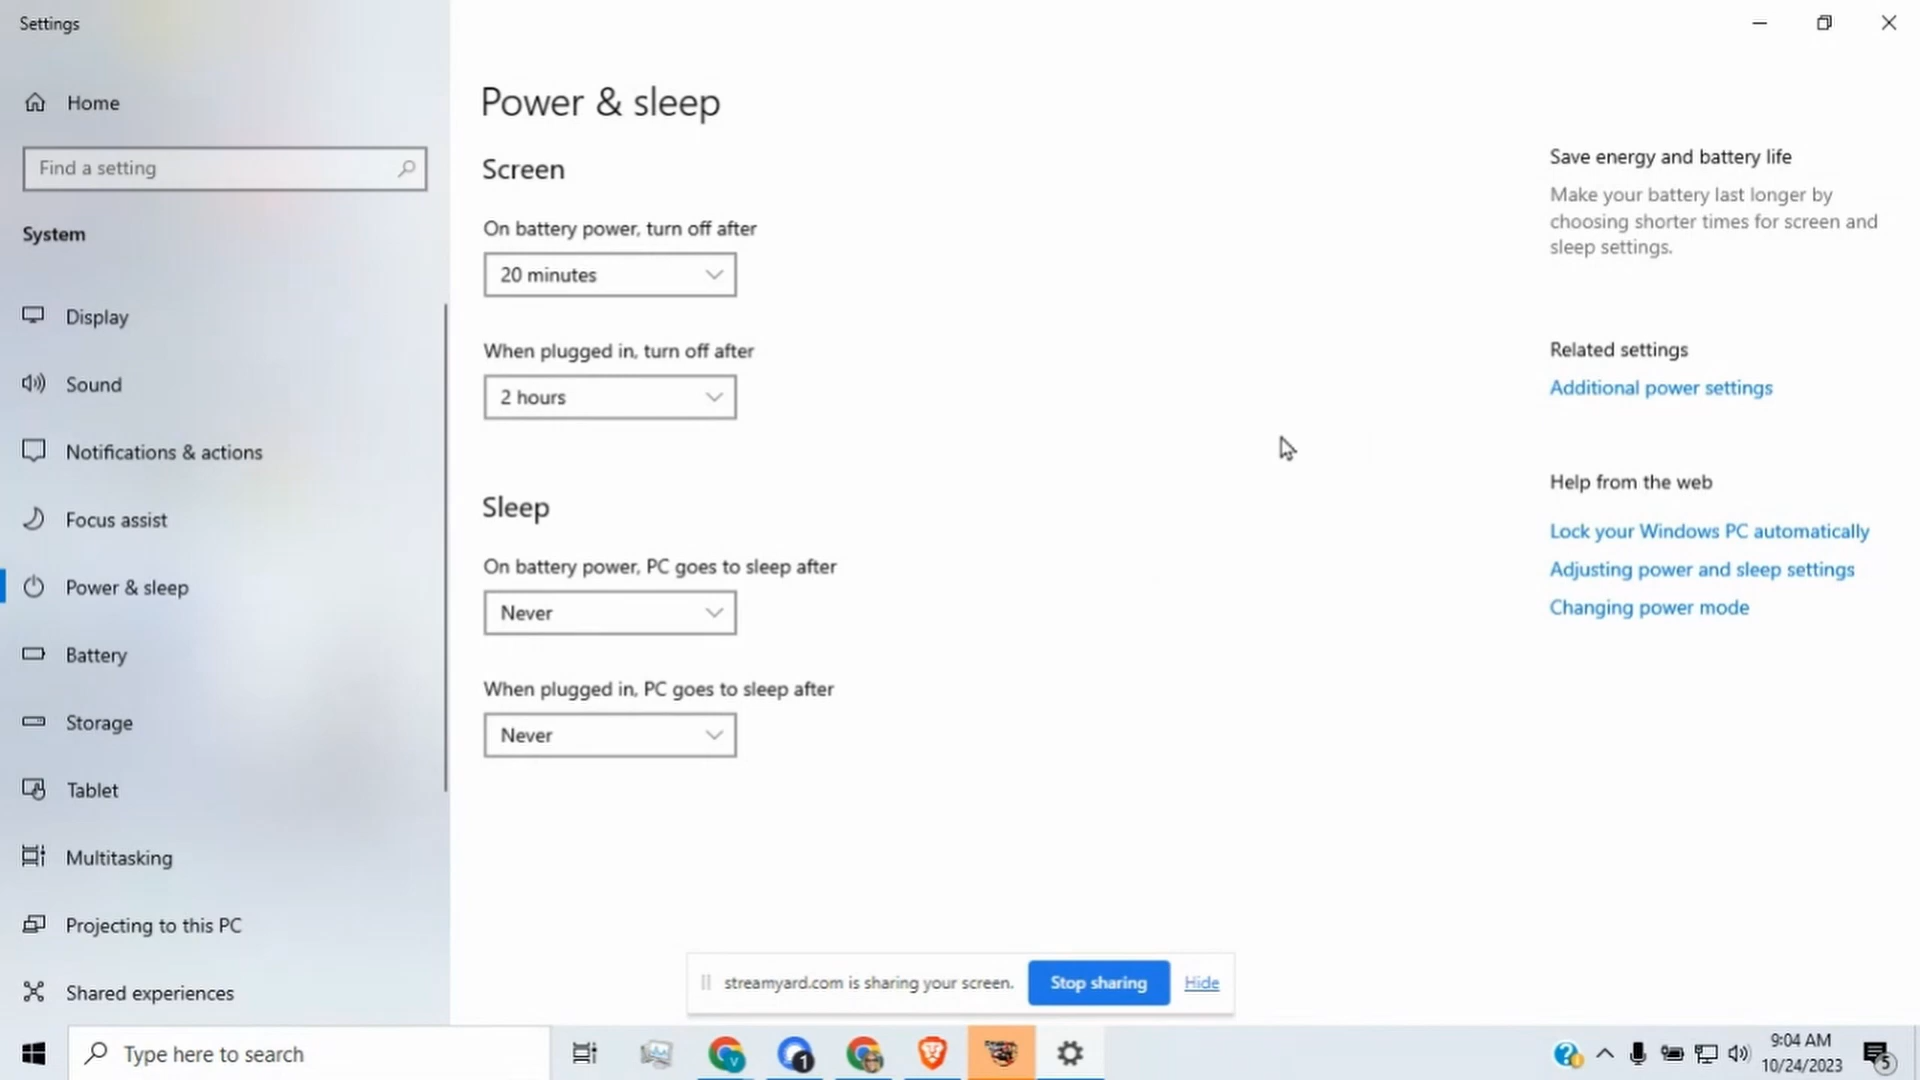 Settings
Home
Find a setting
System
Display
Sound
Notifications & actions
Focus assist
Power & sleep
Battery
Storage
Tablet
Multitasking
Projecting to this PC
Shared experiences
Power & sleep
Screen
On battery power, turn off after
20 minutes
When plugged in, turn off after
2 hours
Sleep
On battery power, PC goes to sleep after
Never
When plugged in, PC goes to sleep after
Never
Save energy and battery life
Make your battery last longer by
choosing shorter times for screen and
sleep settings.
Related settings
Additional power settings
Help from the web
Lock your Windows PC automatically
Adjusting power and sleep settings
Changing power mode
streamyard.com is sharing your screen. Stop sharing Hide
Type here to search
V
1
?
9:04 AM
10/24/2023
5